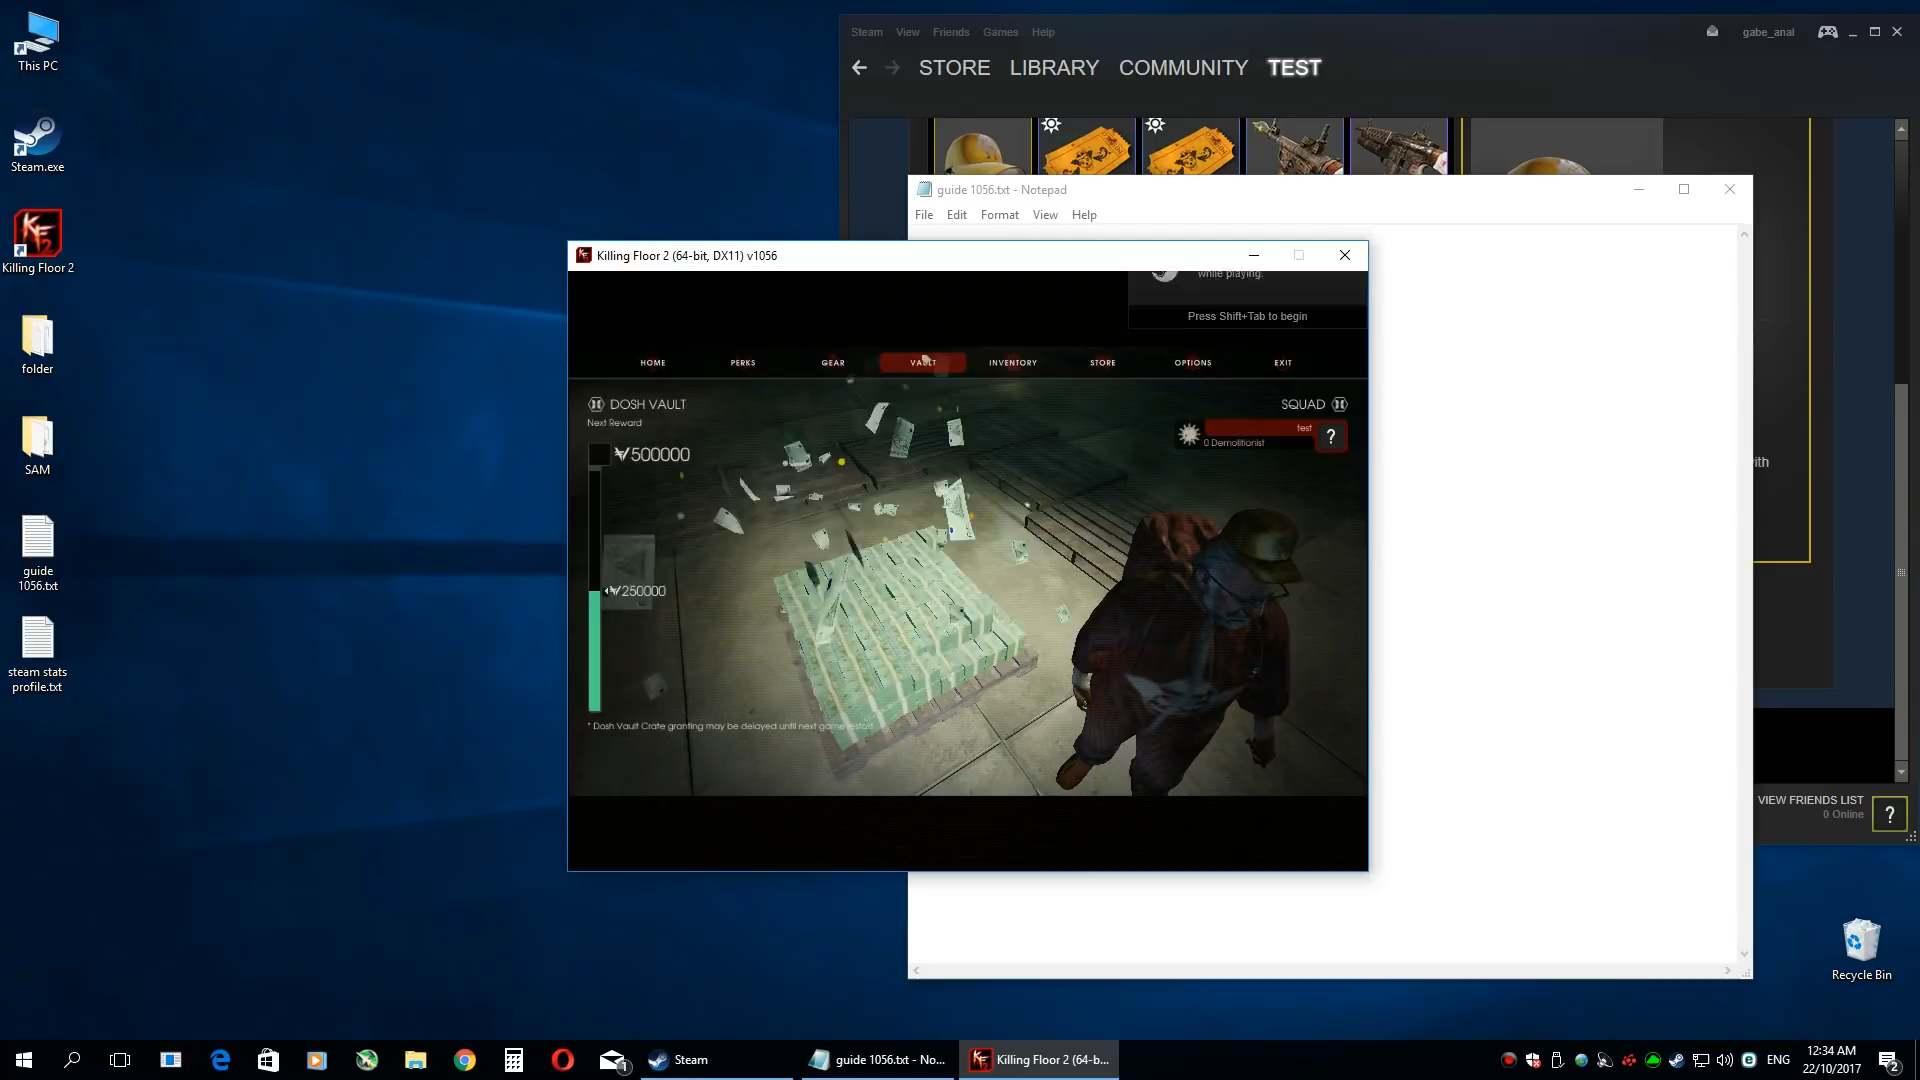 This PC
Steam.exe
Killing Floor 2
folder
SAM
guide
1056.txt
steam stats
profile.txt
Steam View Friends Games Help
gabe_anal
STORE LIBRARY COMMUNITY TEST
guide 1056.txt - Notepad
File Edit Format View Help
Killing Floor 2 (64-bit, DX11) v1056
while playing.
Press Shift+Tab to begin
HOME PERKS GEAR VAULT INVENTORY STORE OPTIONS EXIT
DOSH VAULT
Next Reward
500000
250000
SQUAD
test
0 Demolitionist
?
* Dosh Vault Crate granting may be delayed until next game restart
ith
VIEW FRIENDS LIST
0 Online
?
Recycle Bin
1
Steam
guide 1056.txt - No...
Killing Floor 2 (64-b...
ENG
12:34 AM
22/10/2017
2